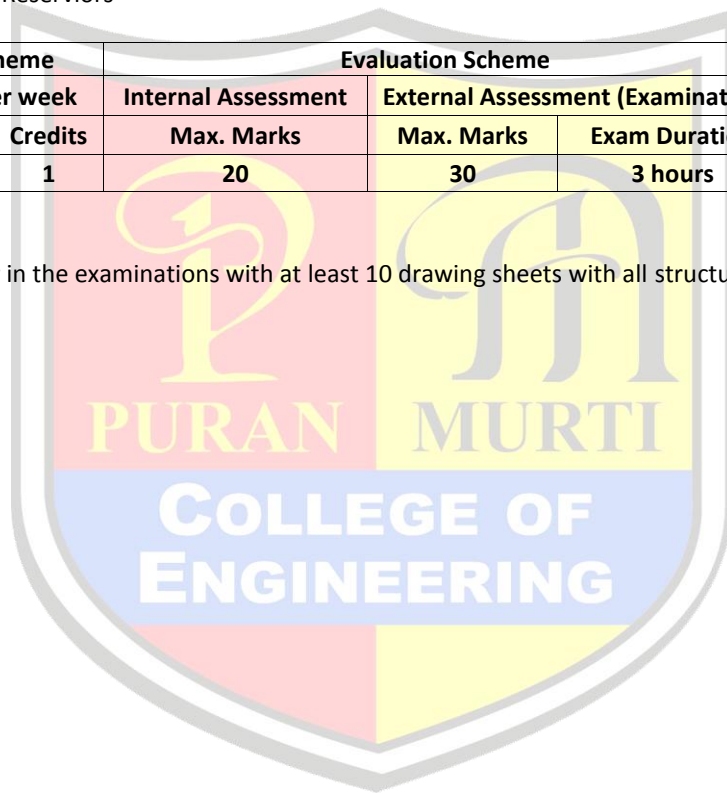 Reserviors
heme Evaluation Scheme
er week Internal Assessment External Assessment (Examinat
Credits Max. Marks Max. Marks Exam Durati
1 20 30 3 hours
in the examinations with at least 10 drawing sheets with all structu
PURAN MURTI
COLLEGE OF
ENGINEERING